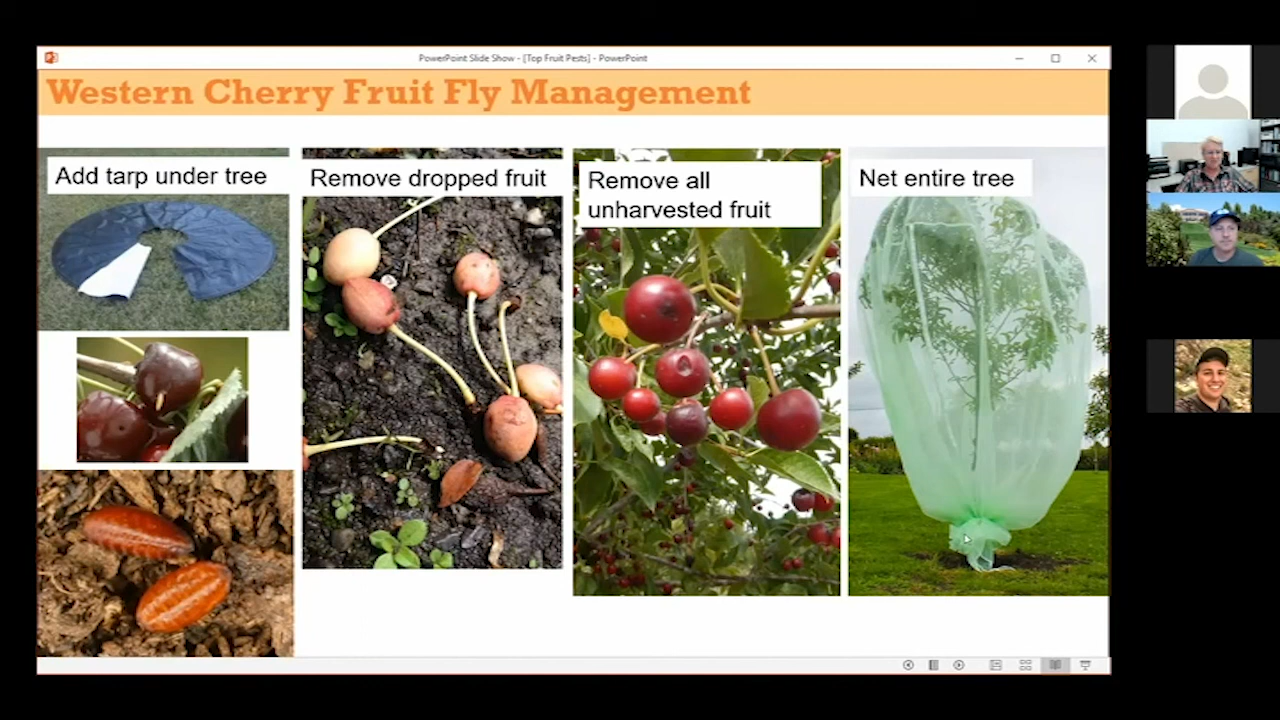 PowerPoint Slide Show - [Top Fruit Pests] - PowerPoint
Western Cherry Fruit Fly Management
Add tarp under tree
Remove dropped fruit
Remove all
unharvested fruit
Net entire tree